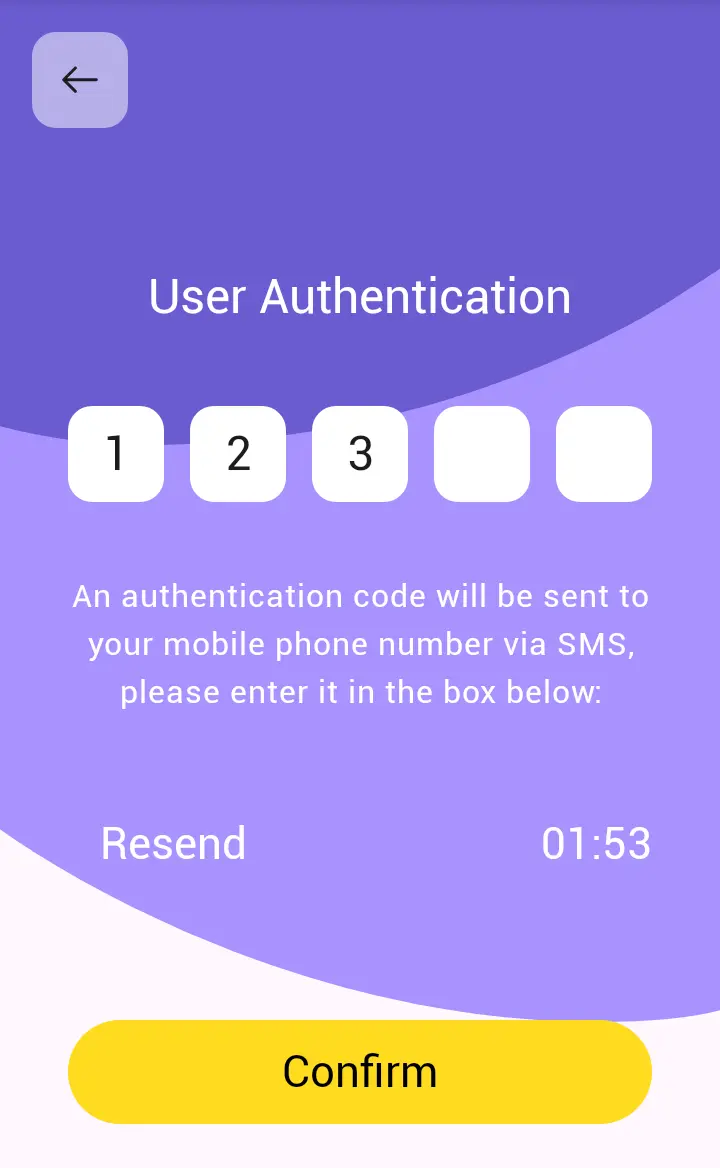 User Authentication
1 2 3
An authentication code will be sent to
your mobile phone number via SMS,
please enter it in the box below:
Resend 01:53
Confirm